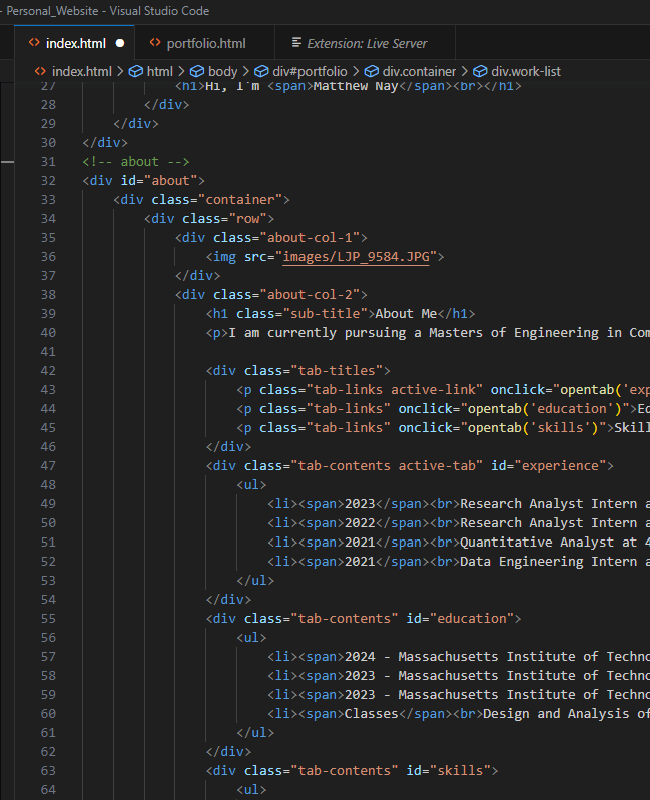 - Personal_Website - Visual Studio Code
index.html portfolio.html Extension: Live Server
index.html > html > body > div#portfolio > div.container > div.work-list
27 <h1>Hi, I'm <span>Matthew Nay</span><br></h1>
28 </div>
29 </div>
30 </div>
31 <!-- about -->
32 <div id="about">
33 <div class="container">
34 <div class="row">
35 <div class="about-col-1">
36 <img src="images/LJP_9584.JPG">
37 </div>
38 <div class="about-col-2">
39 <h1 class="sub-title">About Me</h1>
40 <p>I am currently pursuing a Masters of Engineering in Com
41
42 <div class="tab-titles">
43 <p class="tab-links active-link" onclick="opentab('exp
44 <p class="tab-links" onclick="opentab('education')">Ed
45 <p class="tab-links" onclick="opentab('skills')">Skill
46 </div>
47 <div class="tab-contents active-tab" id="experience">
48 <ul>
49 <li><span>2023</span><br>Research Analyst Intern a
50 <li><span>2022</span><br>Research Analyst Intern a
51 <li><span>2021</span><br>Quantitative Analyst at 4
52 <li><span>2021</span><br>Data Engineering Intern a
53 </ul>
54 </div>
55 <div class="tab-contents" id="education">
56 <ul>
57 <li><span>2024 - Massachusetts Institute of Techno
58 <li><span>2023 - Massachusetts Institute of Techno
59 <li><span>2023 - Massachusetts Institute of Techno
60 <li><span>Classes</span><br>Design and Analysis of
61 </ul>
62 </div>
63 <div class="tab-contents" id="skills">
64 <ul>